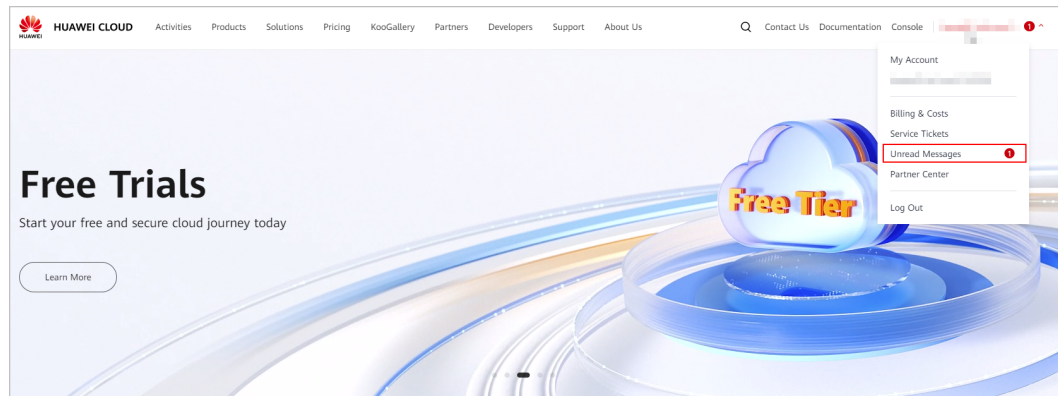 HUAWEI
HUAWEI CLOUD Activities Products Solutions Pricing KooGallery Partners Developers Support About Us Contact Us Documentation Console 1
My Account
Billing & Costs
Service Tickets
Unread Messages 1
Partner Center
Log Out
Free Trials
Start your free and secure cloud journey today
Learn More
Free Tier